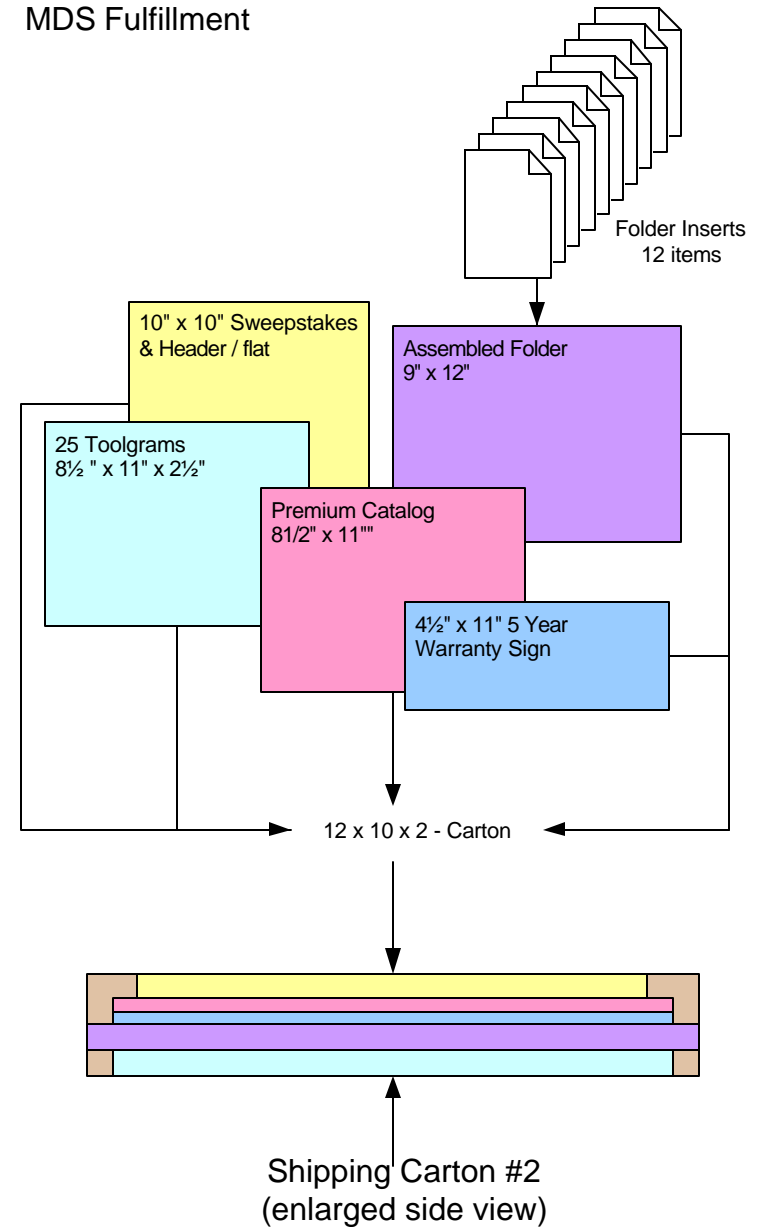 MDS Fulfillment
Folder Inserts
12 items
10" x 10" Sweepstakes
& Header / flat
Assembled Folder
9" x 12"
25 Toolgrams
8½ " x 11" x 2½"
Premium Catalog
81/2" x 11""
4½" x 11" 5 Year
Warranty Sign
12 x 10 x 2 - Carton
Shipping Carton #2
(enlarged side view)